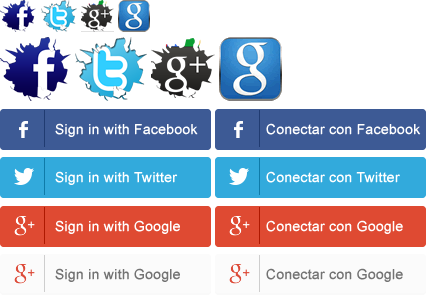 f t g+ g
f t g+ g
f Sign in with Facebook
f Conectar con Facebook
Sign in with Twitter
Conectar con Twitter
g+ Sign in with Google
g+ Conectar con Google
g+ Sign in with Google
g+ Conectar con Google